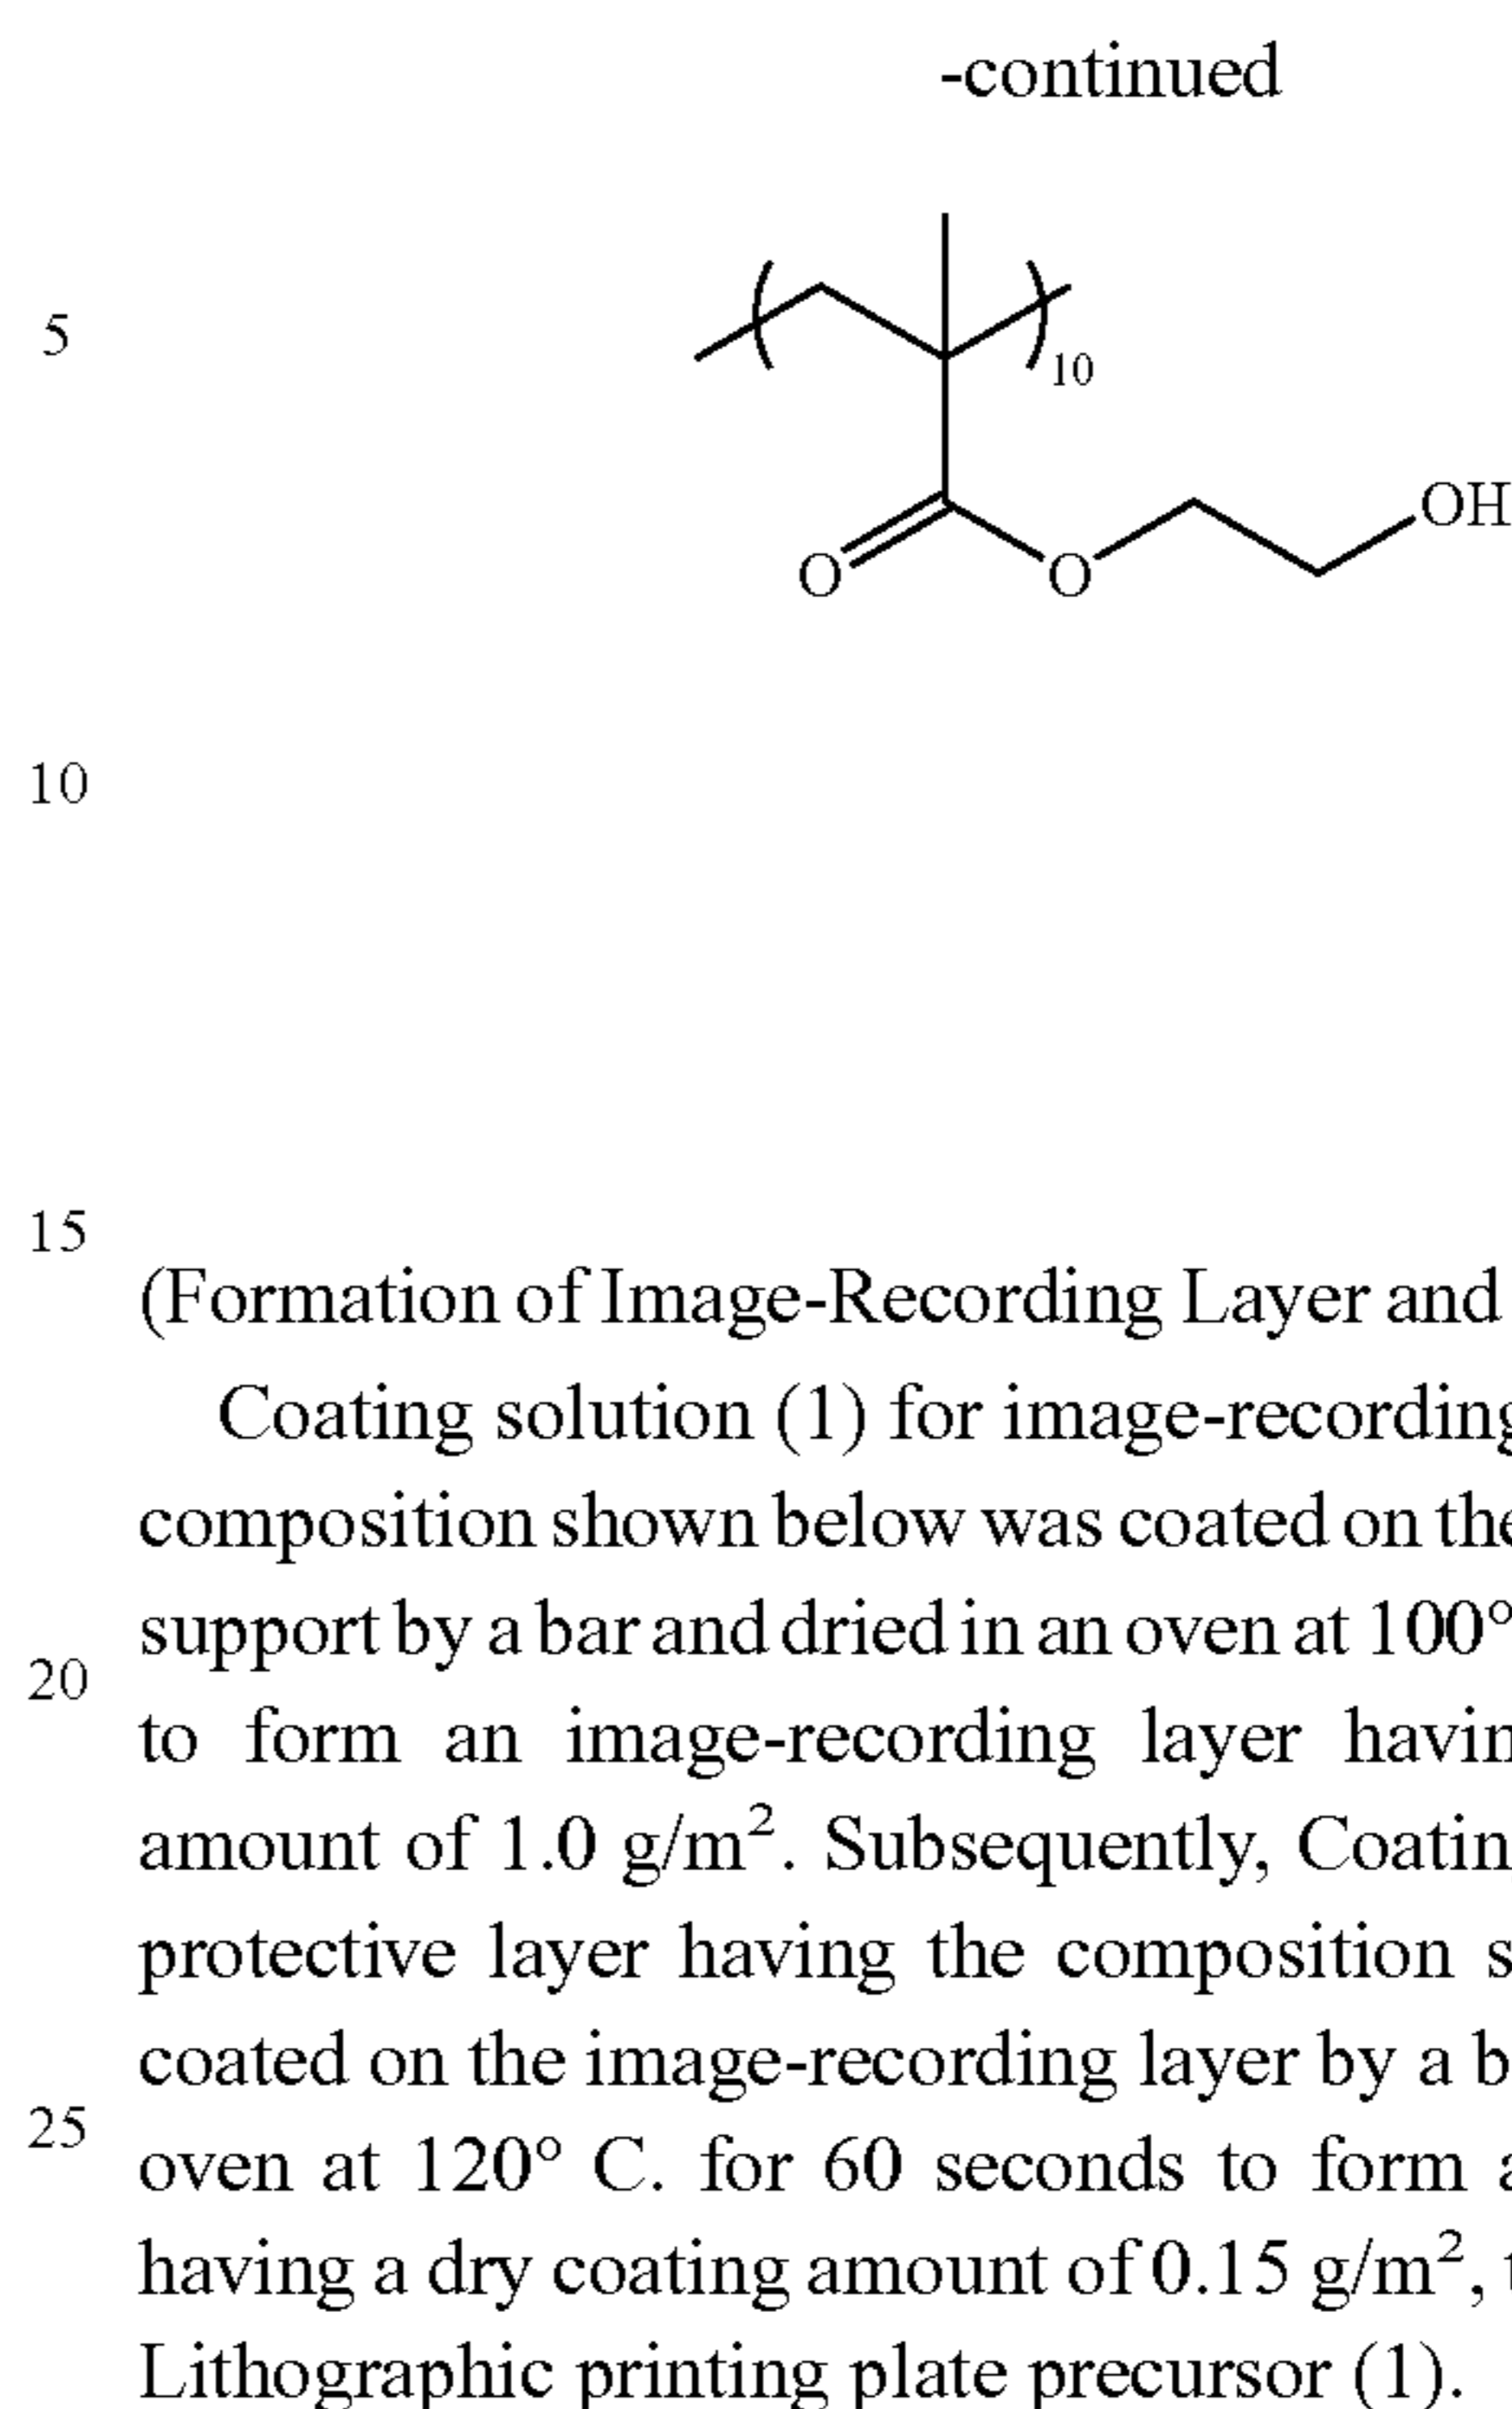 -continued
5
10
OH
O
O
10
15
(Formation of Image-Recording Layer and
Coating solution (1) for image-recording
composition shown below was coated on the
support by a bar and dried in an oven at 100°
20
to form an image-recording layer
amount of 1.0 g/m². Subsequently,
protective layer having the composition
coated on the image-recording layer by a
25
oven at 120° C. for 60 seconds to form
having a dry coating amount of 0.15 g/m²,
Lithographic printing plate precursor (1).